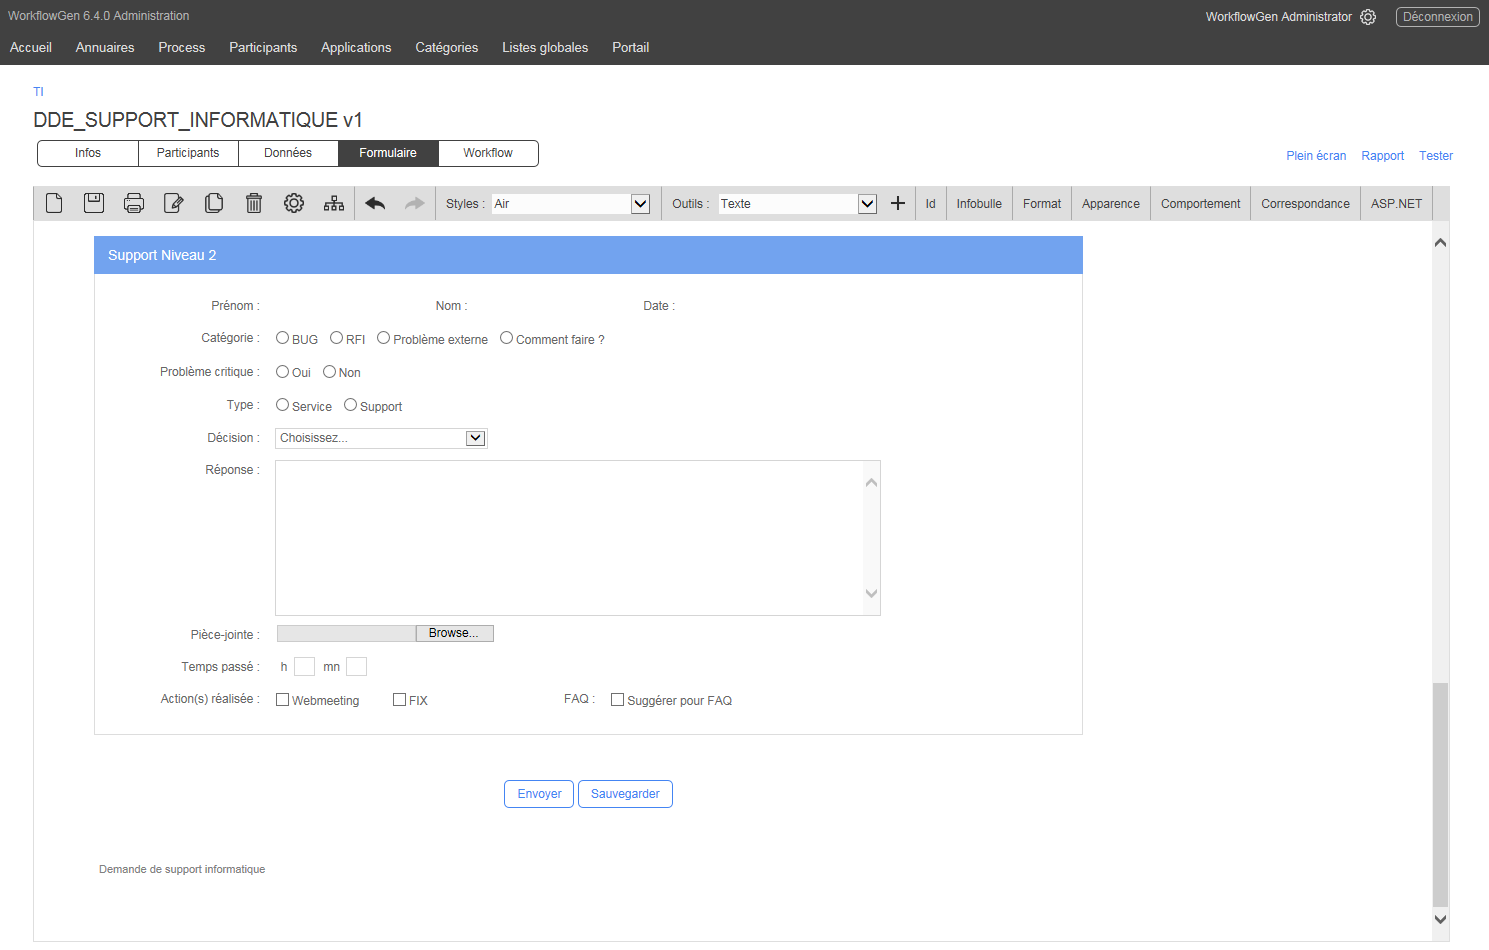 WorkflowGen 6.4.0 Administration
WorkflowGen Administrator Déconnexion
Accueil Annuaires Process Participants Applications Catégories Listes globales Portail
TI
DDE_SUPPORT_INFORMATIQUE v1
Infos Participants Données Formulaire Workflow
Plein écran Rapport Tester
Styles : Air Outils : Texte Id Infobulle Format Apparence Comportement Correspondance ASP.NET
Support Niveau 2
Prénom : Nom : Date :
Catégorie : BUG RFI Problème externe Comment faire ?
Problème critique : Oui Non
Type : Service Support
Décision : Choisissez...
Réponse :
Pièce-jointe : Browse...
Temps passé : h mn
Action(s) réalisée : Webmeeting FIX FAQ : Suggérer pour FAQ
Envoyer Sauvegarder
Demande de support informatique